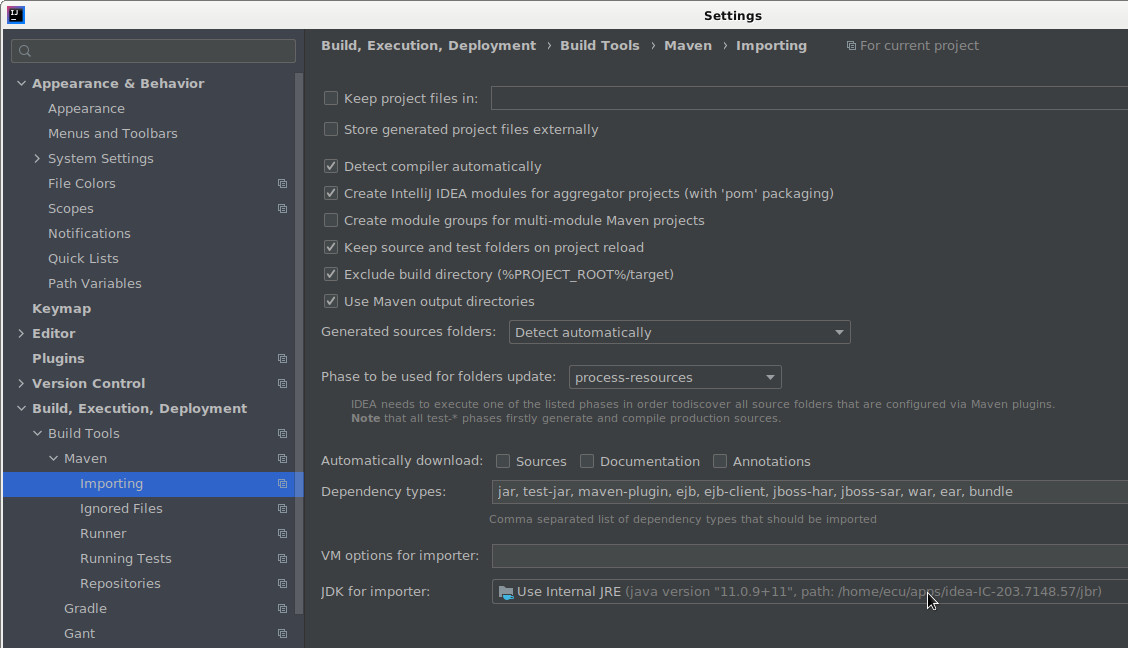 Settings
Appearance & Behavior
Appearance
Menus and Toolbars
System Settings
File Colors
Scopes
Notifications
Quick Lists
Path Variables
Keymap
Editor
Plugins
Version Control
Build, Execution, Deployment
Build Tools
Maven
Importing
Ignored Files
Runner
Running Tests
Repositories
Gradle
Gant
Build, Execution, Deployment › Build Tools › Maven › Importing For current project
Keep project files in:
Store generated project files externally
Detect compiler automatically
Create IntelliJ IDEA modules for aggregator projects (with 'pom' packaging)
Create module groups for multi-module Maven projects
Keep source and test folders on project reload
Exclude build directory (%PROJECT_ROOT%/target)
Use Maven output directories
Generated sources folders: Detect automatically
Phase to be used for folders update: process-resources
IDEA needs to execute one of the listed phases in order todiscover all source folders that are configured via Maven plugins.
Note that all test-* phases firstly generate and compile production sources.
Automatically download: Sources Documentation Annotations
Dependency types: jar, test-jar, maven-plugin, ejb, ejb-client, jboss-har, jboss-sar, war, ear, bundle
Comma separated list of dependency types that should be imported
VM options for importer:
JDK for importer: Use Internal JRE (java version "11.0.9+11", path: /home/ecu/apps/idea-IC-203.7148.57/jbr)